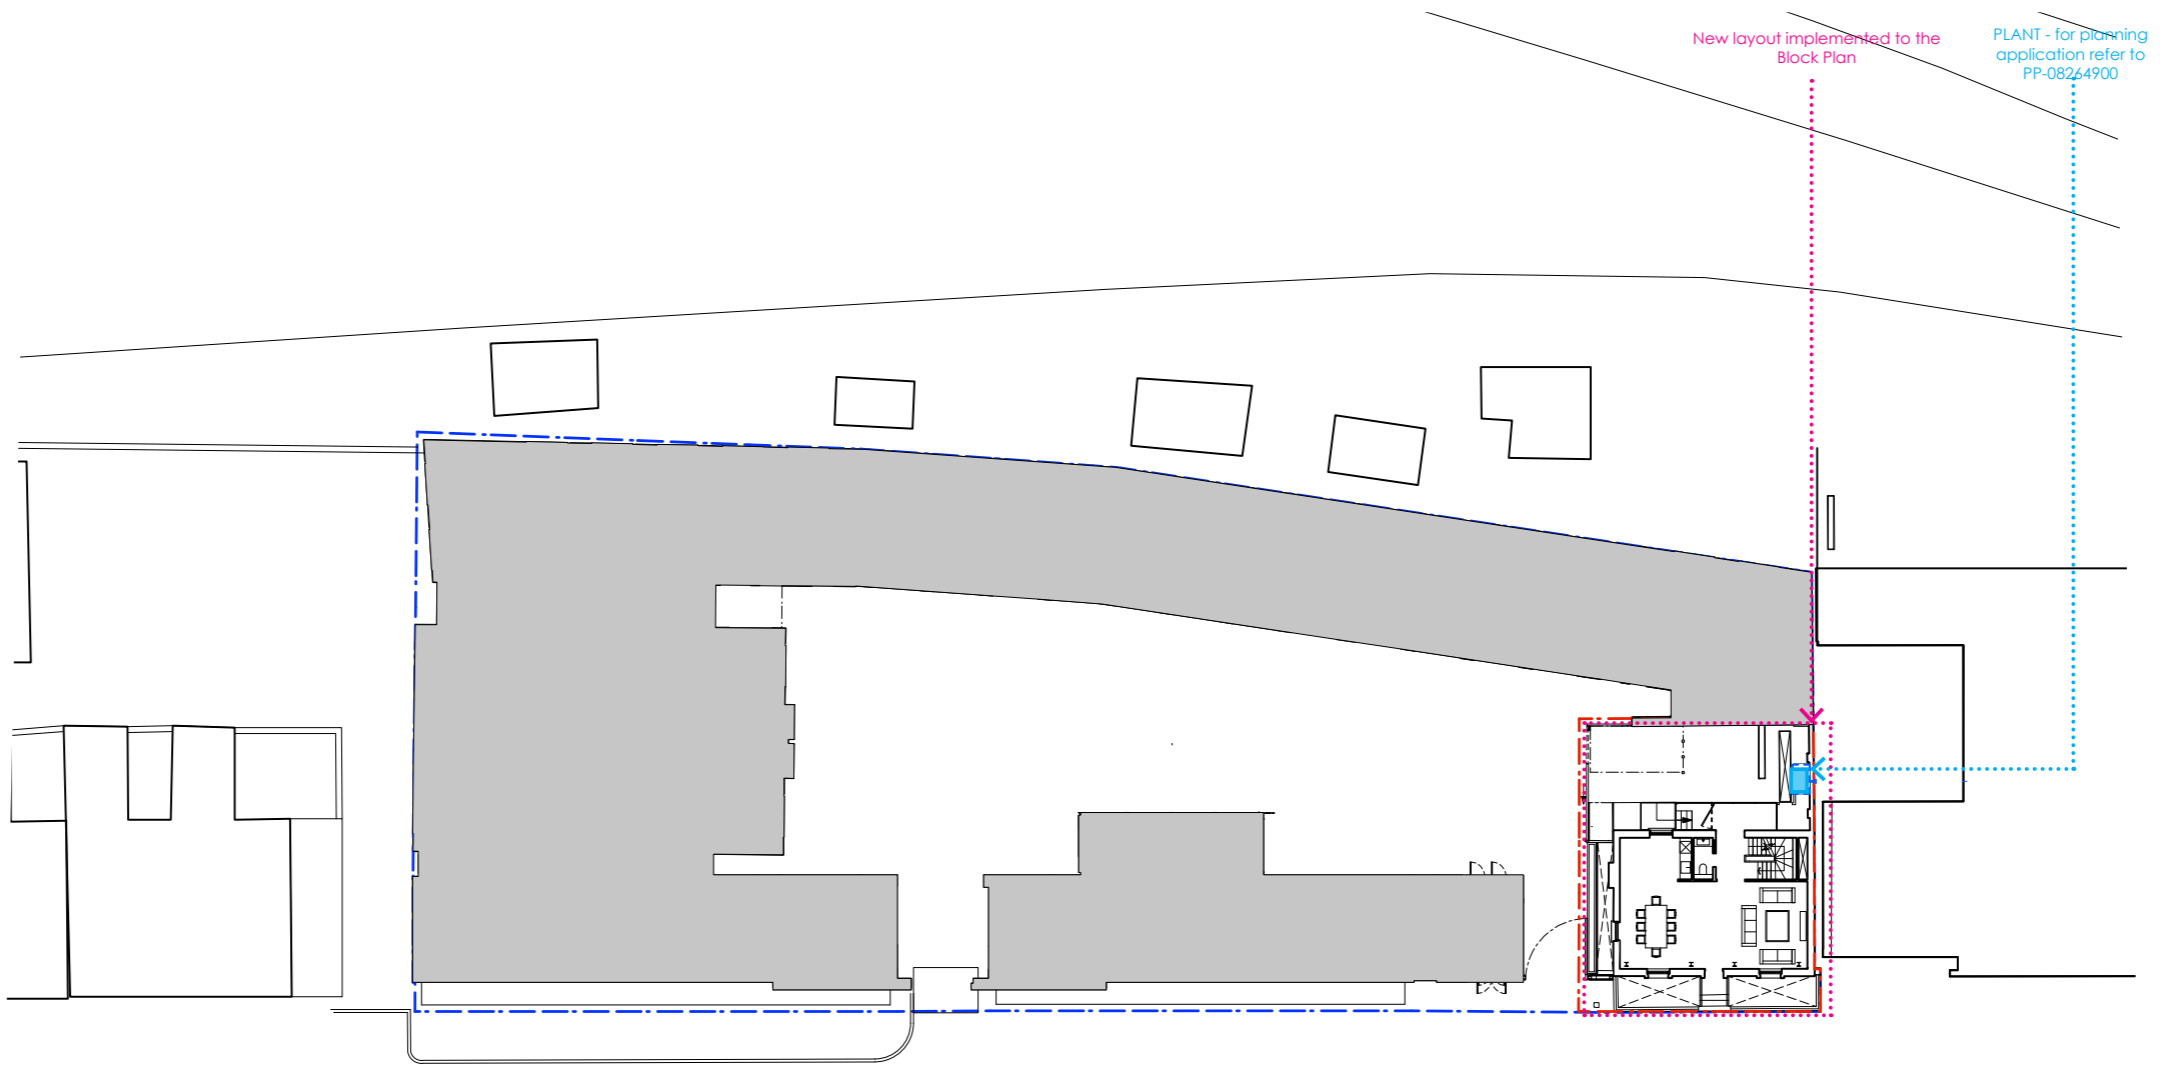 New layout implemented to the
Block Plan
PLANT - for planning
application refer to
PP-08264900